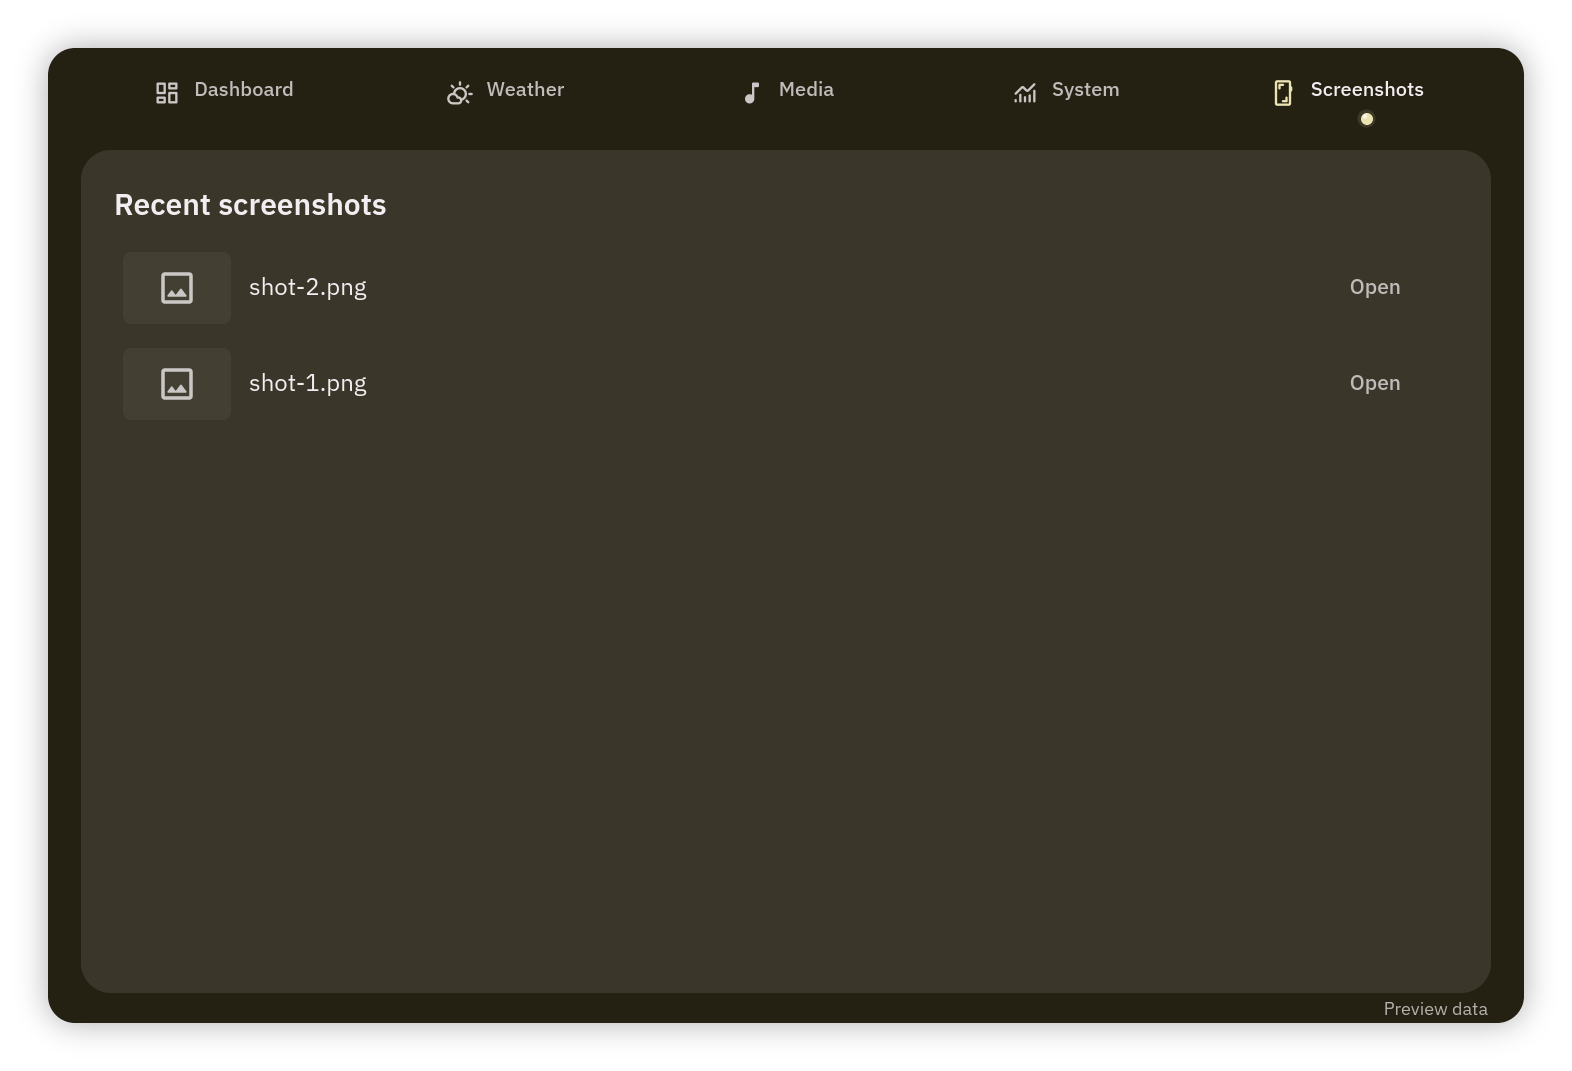 Dashboard
Weather
Media
System
Screenshots
Recent screenshots
shot-2.png
Open
shot-1.png
Open
Preview data